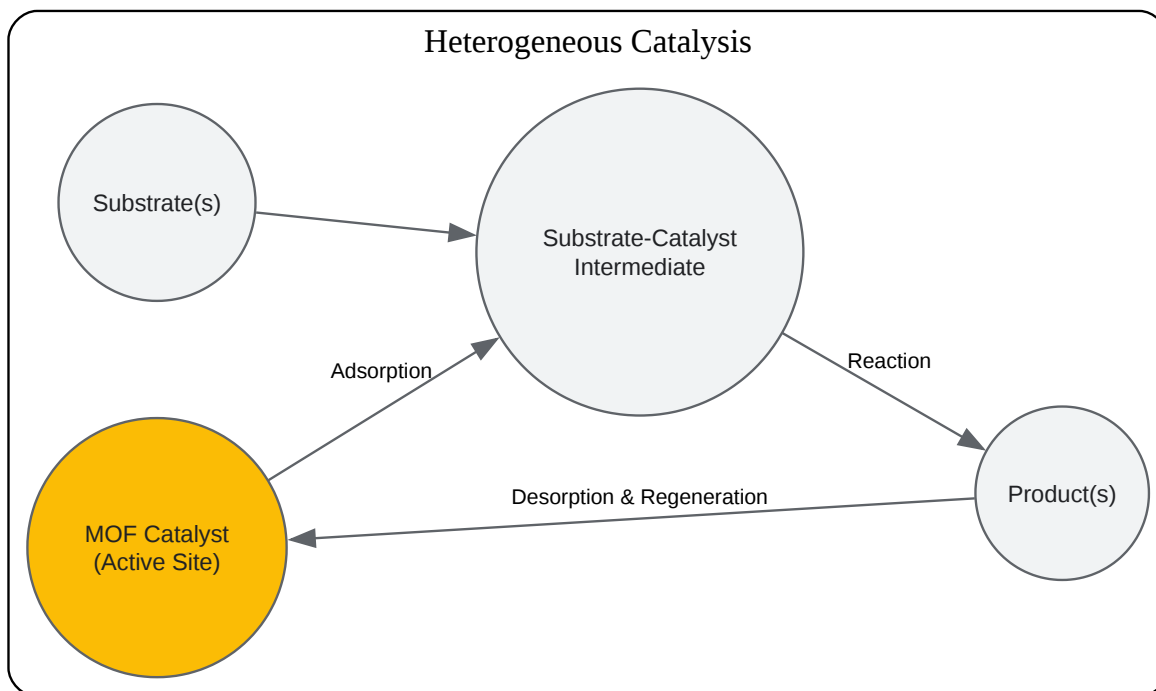 Heterogeneous Catalysis
Substrate(s)
Substrate-Catalyst
Intermediate
Adsorption
Reaction
Desorption & Regeneration
Product(s)
MOF Catalyst
(Active Site)